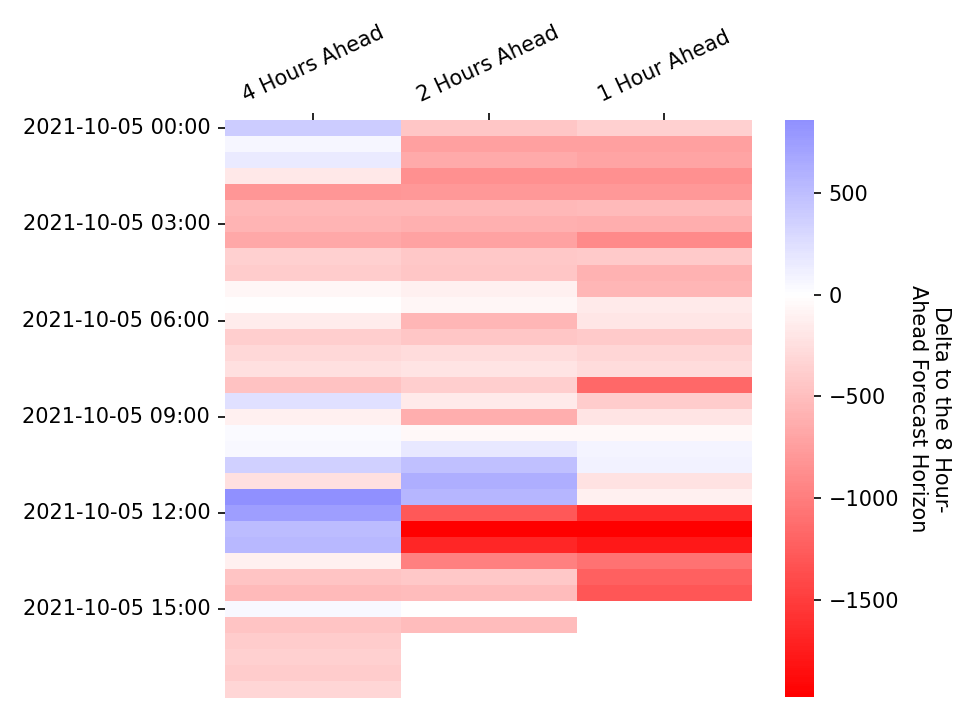 4 Hours Ahead
2 Hours Ahead
1 Hour Ahead
2021-10-05 00:00
2021-10-05 03:00
2021-10-05 06:00
2021-10-05 09:00
2021-10-05 12:00
2021-10-05 15:00
500
0
−500
−1000
−1500
Delta to the 8 Hour-
Ahead Forecast Horizon